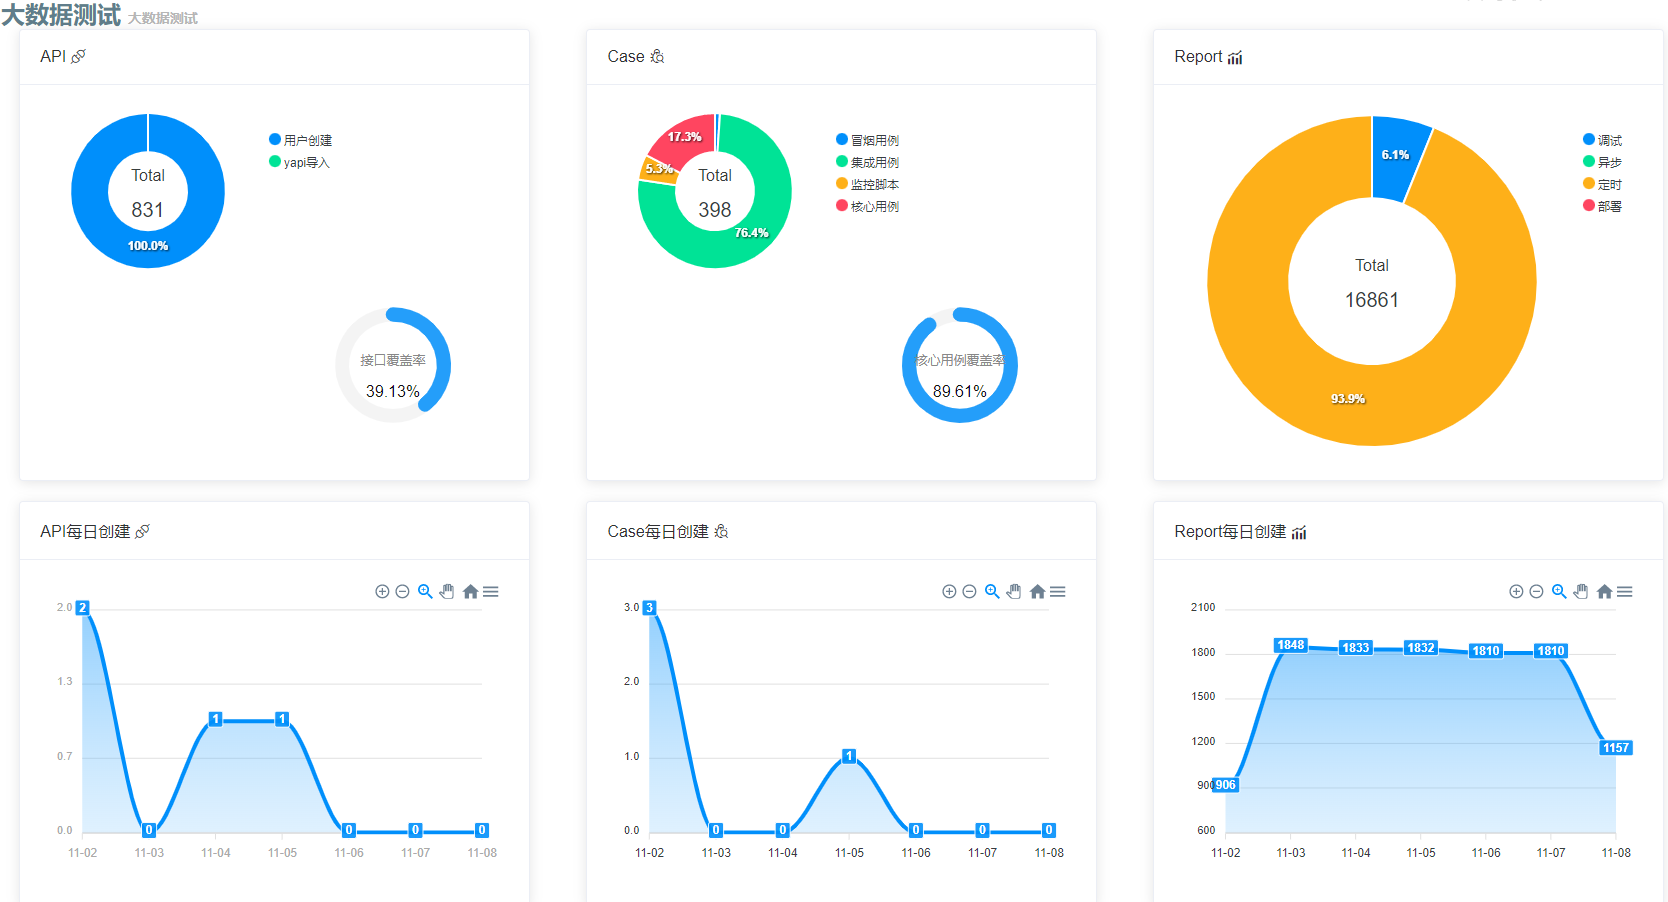 大数据测试 大数据测试
API
Total
831
100.0%
用户创建
yapi导入
接口覆盖率
39.13%
Case
17.3%
5.3%
76.4%
Total
398
冒烟用例
集成用例
监控脚本
核心用例
核心用例覆盖率
89.61%
Report
6.1%
93.9%
Total
16861
调试
异步
定时
部署
API每日创建
2.0
1.3
0.7
0.0
2
0
1
1
0
0
0
11-02 11-03 11-04 11-05 11-06 11-07 11-08
Case每日创建
3.0
2.0
1.0
0.0
3
0
0
1
0
0
0
11-02 11-03 11-04 11-05 11-06 11-07 11-08
Report每日创建
2100
1800
1500
1200
900
600
906
1848
1833
1832
1810
1810
1157
11-02 11-03 11-04 11-05 11-06 11-07 11-08